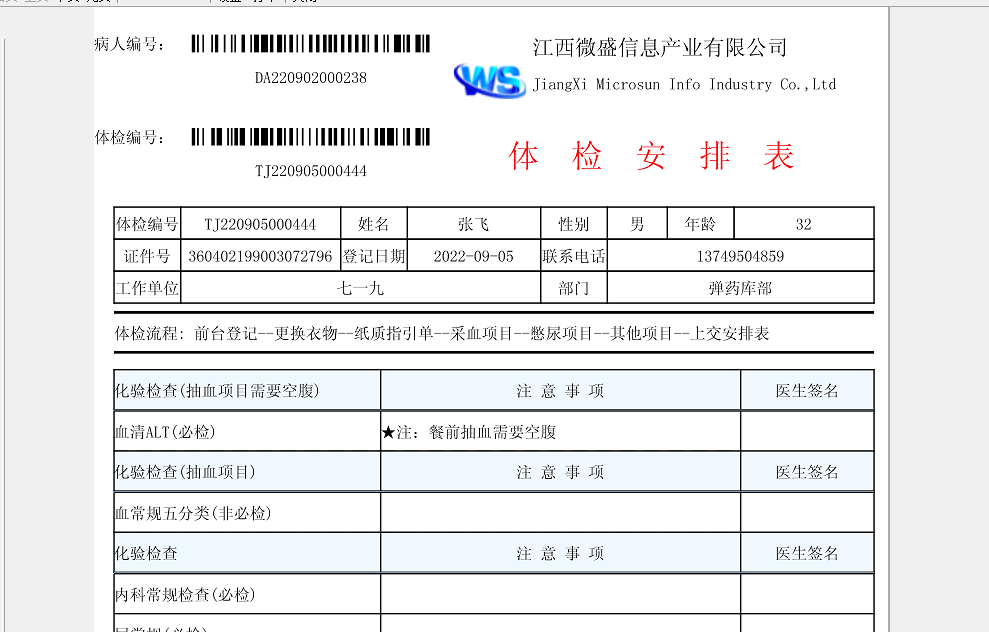 病人编号：
DA220902000238
江西微盛信息产业有限公司
WS
JiangXi Microsun Info Industry Co.,Ltd
体检编号：
TJ220905000444
体 检 安 排 表
体检编号 TJ220905000444 姓名 张飞 性别 男 年龄 32
证件号 360402199003072796 登记日期 2022-09-05 联系电话 13749504859
工作单位 七一九 部门 弹药库部
体检流程：前台登记--更换衣物--纸质指引单--采血项目--憋尿项目--其他项目--上交安排表
化验检查(抽血项目需要空腹) 注 意 事 项 医生签名
血清ALT(必检) ★注：餐前抽血需要空腹
化验检查(抽血项目) 注 意 事 项 医生签名
血常规五分类(非必检)
化验检查 注 意 事 项 医生签名
内科常规检查(必检)